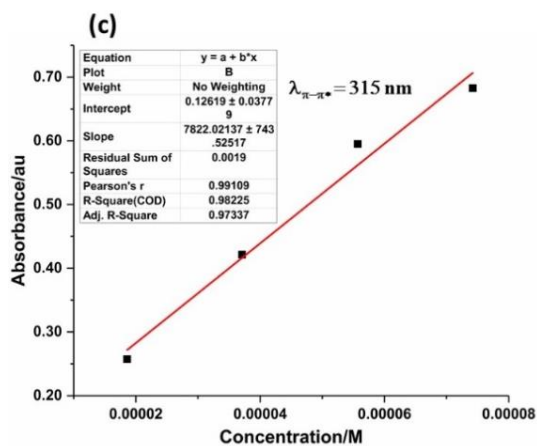 (c)
Equation y = a + b*x
Plot B
Weight No Weighting
Intercept 0.12619 ± 0.0377
9
Slope 7822.02137 ± 743
.52517
Residual Sum of
Squares 0.0019
Pearson's r 0.99109
R-Square(COD) 0.98225
Adj. R-Square 0.97337
λπ–π* = 315 nm
Absorbance/au
0.70
0.60
0.50
0.40
0.30
0.20
0.00002 0.00004 0.00006 0.00008
Concentration/M